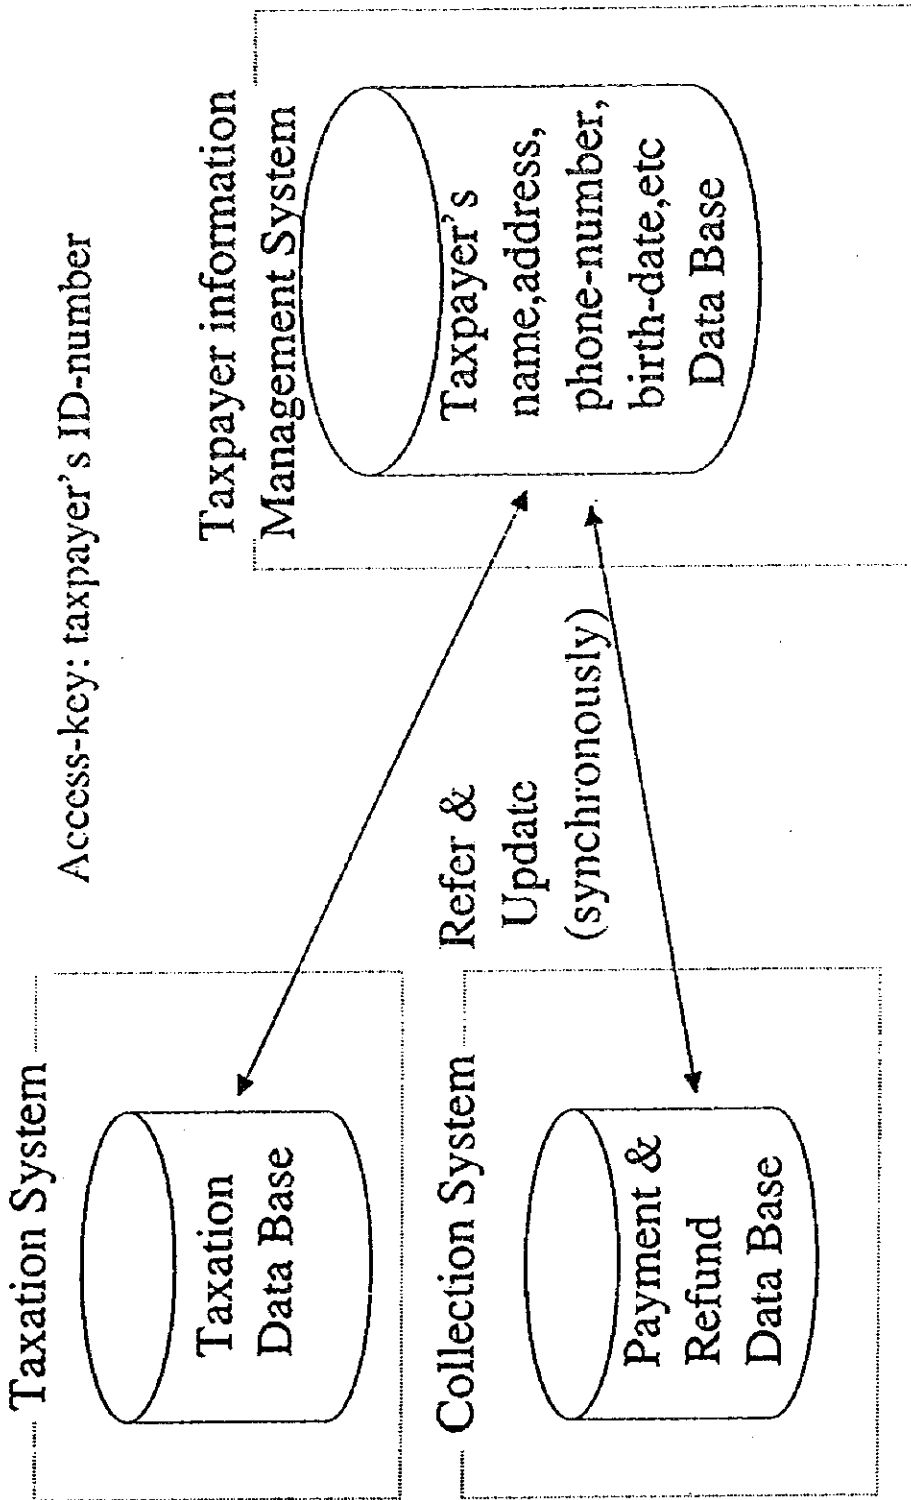 Access-key: taxpayer's ID-number
Taxation System
Taxation
Data Base
Collection System
Payment &
Refund
Data Base
Refer &
Update
(synchronously)
Taxpayer information
Management System
Taxpayer's
name,address,
phone-number,
birth-date,etc
Data Base